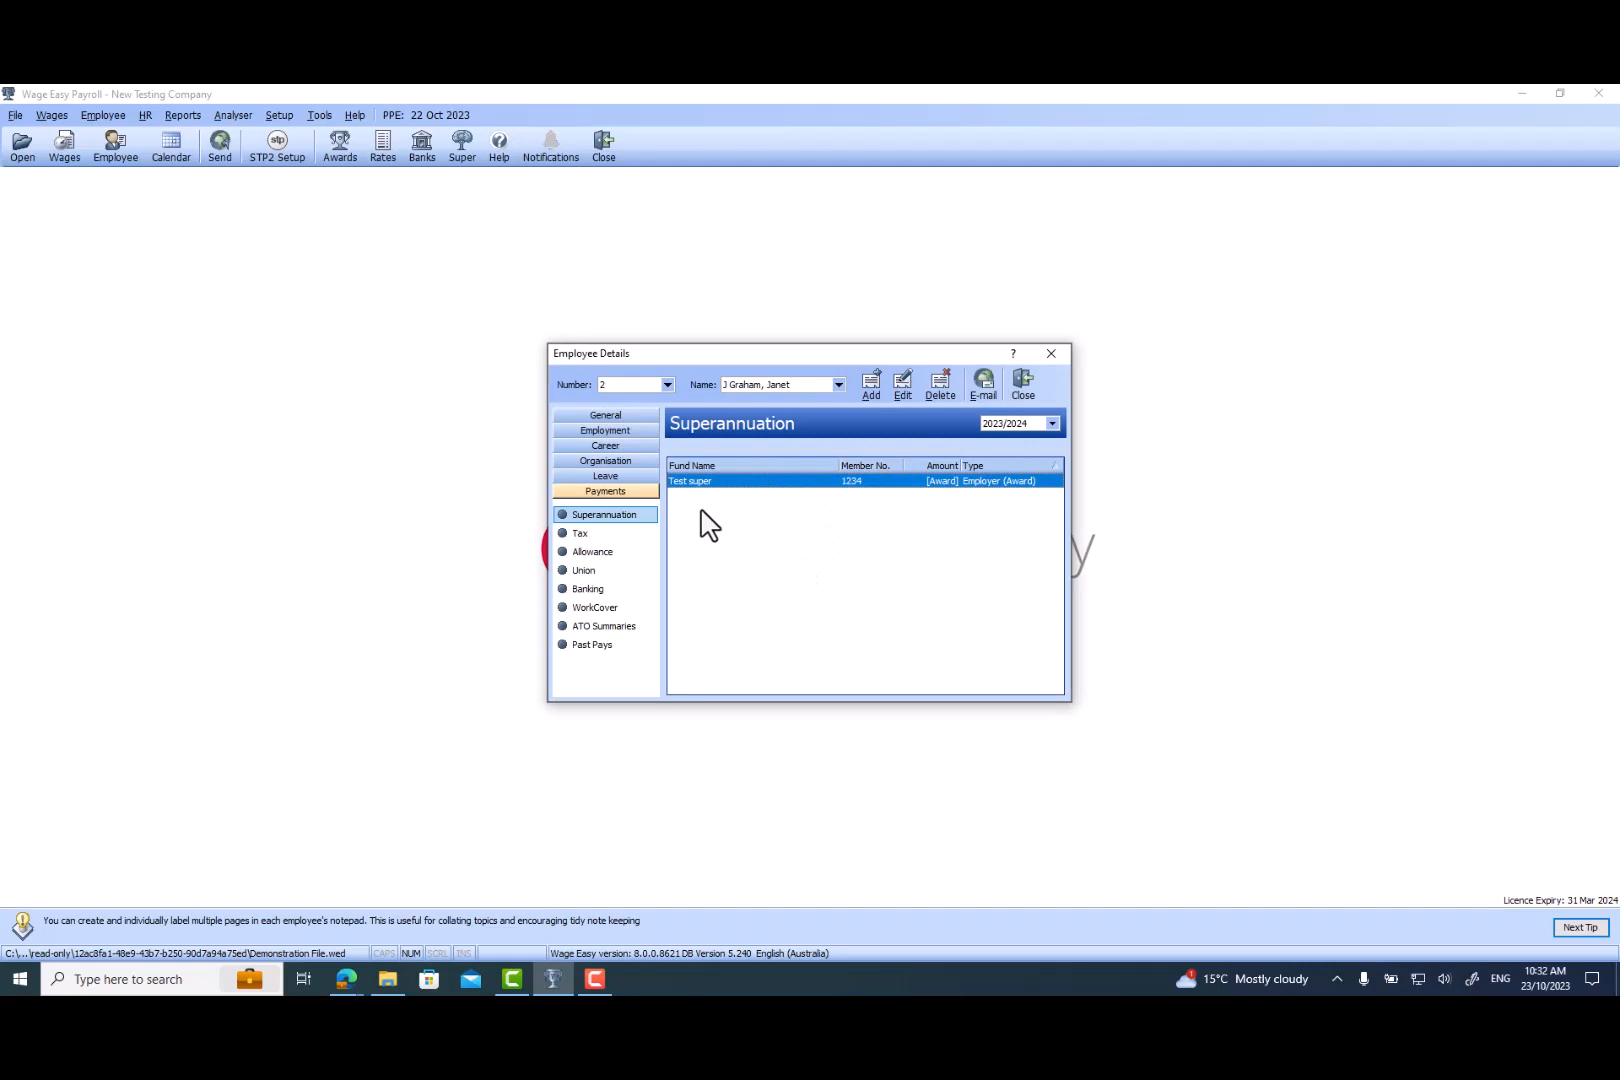 Wage Easy Payroll - New Testing Company
File Wages Employee HR Reports Analyser Setup Tools Help PPE: 22 Oct 2023
stp
Open Wages Employee Calendar Send STP2 Setup Awards Rates Banks Super Help Notifications Close
Employee Details ?
Number: 2 Name: J Graham, Janet Add Edit Delete E-mail Close
General
Employment
Career
Organisation
Leave
Payments
Superannuation
Tax
Allowance
Union
Banking
WorkCover
ATO Summaries
Past Pays
Superannuation 2023/2024
Fund Name Member No. Amount Type
Test super 1234 [Award] Employer (Award)
y
Licence Expiry: 31 Mar 2024
You can create and individually label multiple pages in each employee's notepad. This is useful for collating topics and encouraging tidy note keeping
Next Tip
C:\...\read-only\12ac8fa1-48e9-43b7-b250-90d7a94a75ed\Demonstration File.wed CAPS NUM SCRL INS Wage Easy version: 8.0.0.8621 DB Version 5.240 English (Australia)
Type here to search
1 15°C Mostly cloudy ENG
10:32 AM
23/10/2023